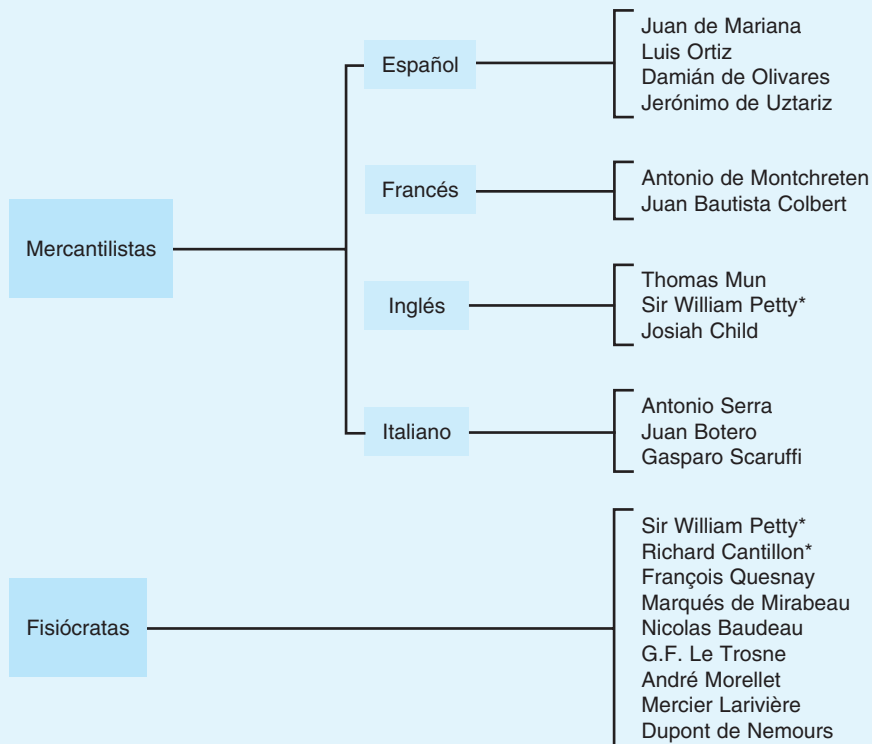 Mercantilistas
Español
Juan de Mariana
Luis Ortiz
Damián de Olivares
Jerónimo de Uztariz
Francés
Antonio de Montchreten
Juan Bautista Colbert
Inglés
Thomas Mun
Sir William Petty*
Josiah Child
Italiano
Antonio Serra
Juan Botero
Gasparo Scaruffi
Fisiócratas
Sir William Petty*
Richard Cantillon*
François Quesnay
Marqués de Mirabeau
Nicolas Baudeau
G.F. Le Trosne
André Morellet
Mercier Larivière
Dupont de Nemours